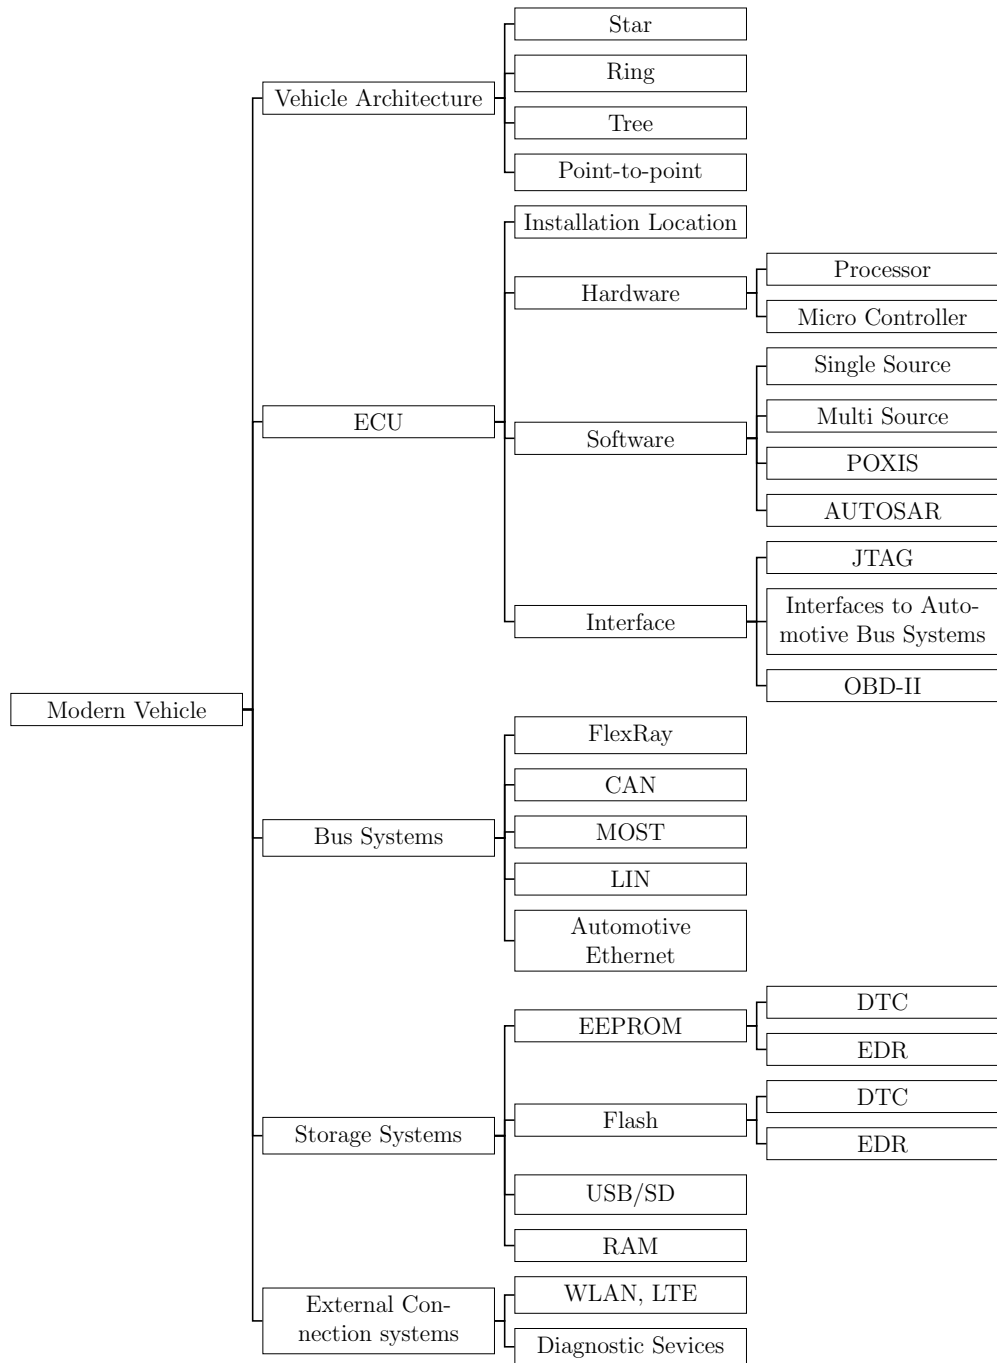 Star
Ring
Vehicle Architecture
Tree
Point-to-point
Installation Location
Processor
Hardware
Micro Controller
Single Source
Multi Source
ECU
Software
POXIS
AUTOSAR
JTAG
Interfaces to Auto-
motive Bus Systems
Interface
OBD-II
Modern Vehicle
FlexRay
CAN
Bus Systems
MOST
LIN
Automotive
Ethernet
DTC
EEPROM
EDR
DTC
Storage Systems
Flash
EDR
USB/SD
RAM
External Con-
nection systems
WLAN, LTE
Diagnostic Sevices